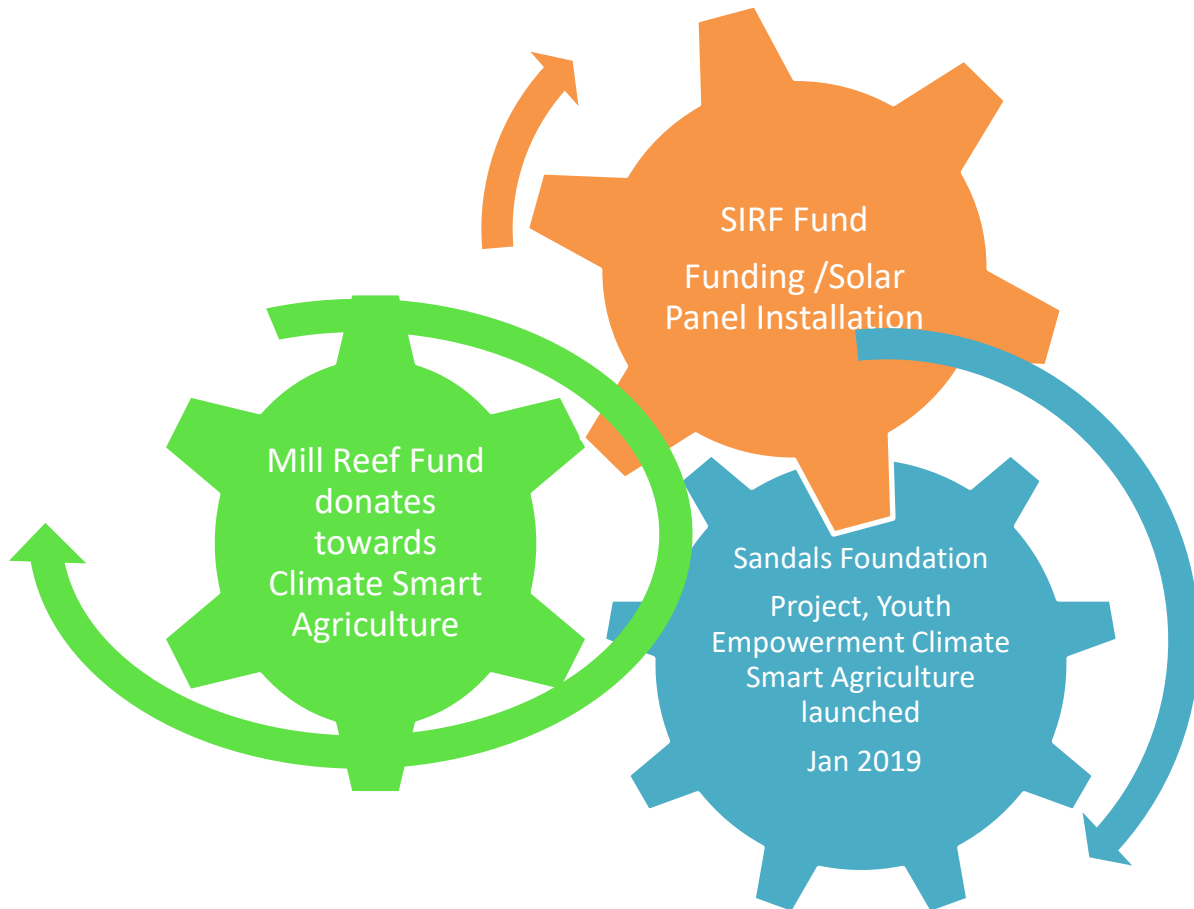 SIRF Fund
Funding /Solar
Panel Installation
Mill Reef Fund
donates
towards
Climate Smart
Agriculture
Sandals Foundation
Project, Youth
Empowerment Climate
Smart Agriculture
launched
Jan 2019